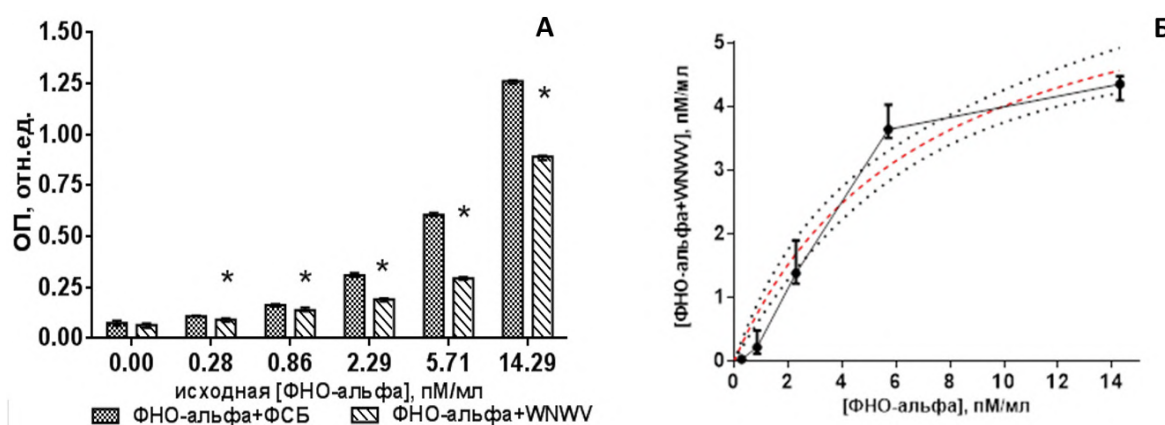 А
ОП, отн.ед.
1.50
1.25
1.00
0.75
0.50
0.25
0.00
* * * * *
0.00 0.28 0.86 2.29 5.71 14.29
исходная [ФНО-альфа], пМ/мл
ФНО-альфа+ФСБ ФНО-альфа+WNWV
Б
[ФНО-альфа+WNWV], пМ/мл
5
4
3
2
1
0
0 2 4 6 8 10 12 14
[ФНО-альфа], пМ/мл